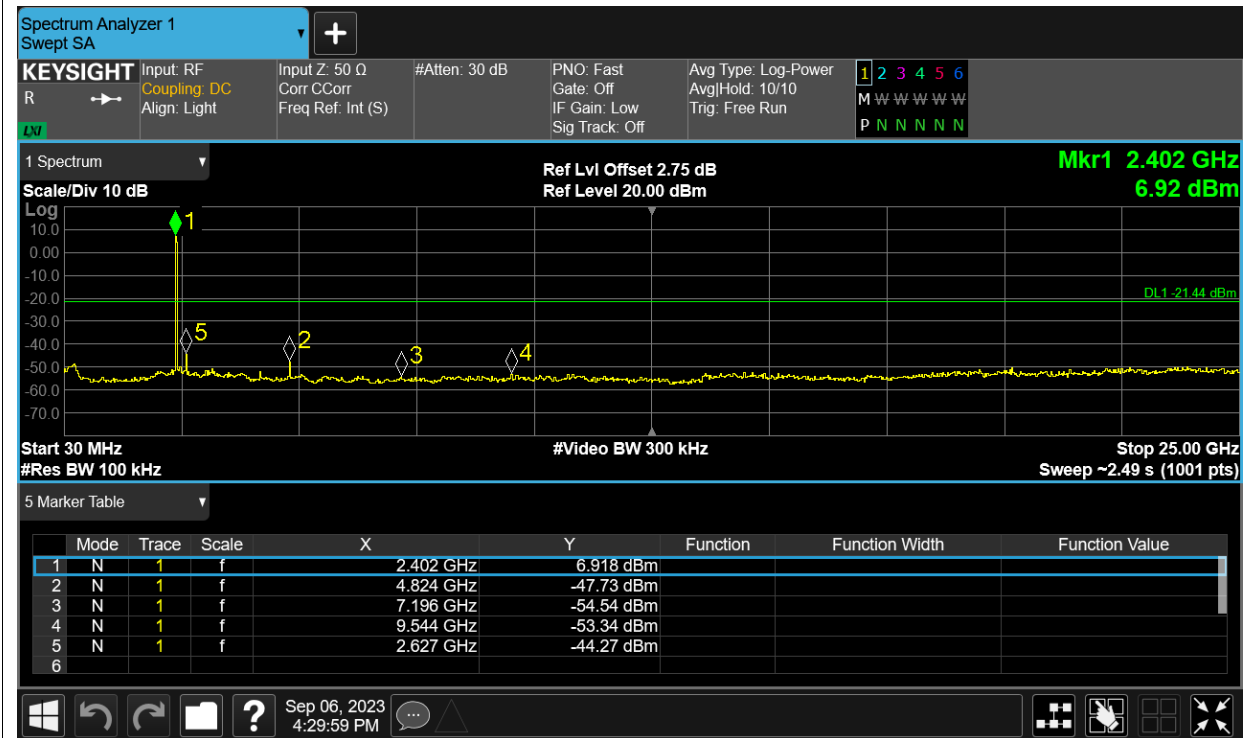 Spectrum Analyzer 1
Swept SA
KEYSIGHT
R
LXI
Input: RF
Coupling: DC
Align: Light
Input Z: 50 Ω
Corr CCorr
Freq Ref: Int (S)
#Atten: 30 dB
PNO: Fast
Gate: Off
IF Gain: Low
Sig Track: Off
Avg Type: Log-Power
Avg|Hold: 10/10
Trig: Free Run
1 2 3 4 5 6
M W W W W W
P N N N N N
1 Spectrum
Scale/Div 10 dB
Ref Lvl Offset 2.75 dB
Ref Level 20.00 dBm
Mkr1 2.402 GHz
6.92 dBm
Log
10.0
0.00
-10.0
-20.0
-30.0
-40.0
-50.0
-60.0
-70.0
1
5
2
3
4
DL1 -21.44 dBm
Start 30 MHz
#Video BW 300 kHz
Stop 25.00 GHz
#Res BW 100 kHz
Sweep ~2.49 s (1001 pts)
5 Marker Table
Mode Trace Scale X Y Function Function Width Function Value
1 N 1 f 2.402 GHz 6.918 dBm
2 N 1 f 4.824 GHz -47.73 dBm
3 N 1 f 7.196 GHz -54.54 dBm
4 N 1 f 9.544 GHz -53.34 dBm
5 N 1 f 2.627 GHz -44.27 dBm
6
?
Sep 06, 2023
4:29:59 PM